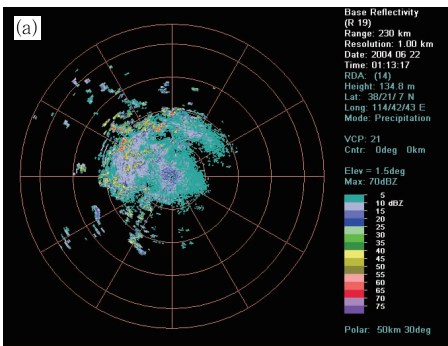 (a)
Base Reflectivity
(R 19)
Range: 230 km
Resolution: 1.00 km
Date: 2004 06 22
Time: 01:13:17
RDA: (14)
Height: 134.8 m
Lat: 38/21/ 7 N
Long: 114/42/43 E
Mode: Precipitation
VCP: 21
Cntr: 0deg 0km
Elev = 1.5deg
Max: 70dBZ
5
10 dBZ
15
20
25
30
35
40
45
50
55
60
65
70
75
Polar: 50km 30deg